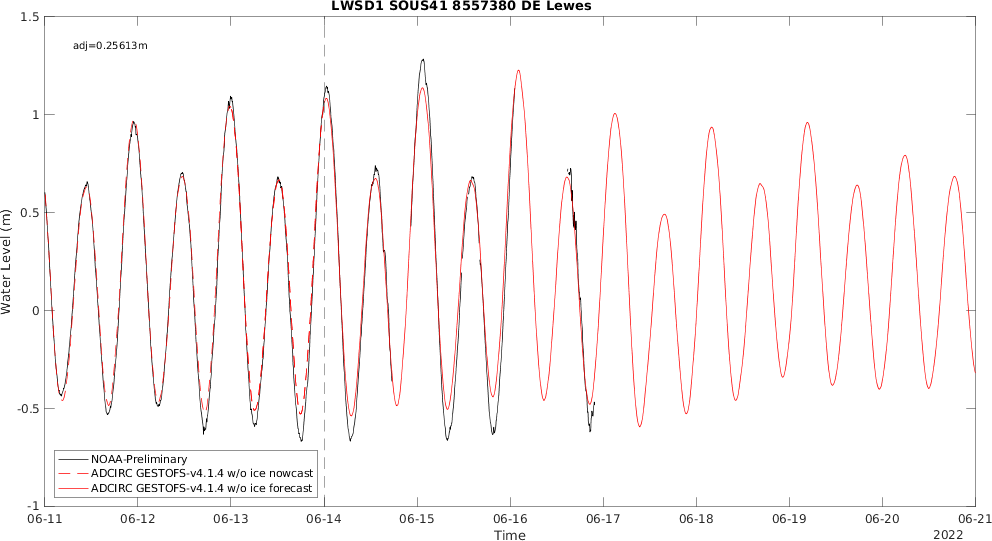 LWSD1 SOUS41 8557380 DE Lewes
adj=0.25613m
1.5
1
0.5
0
-0.5
-1
Water Level (m)
NOAA-Preliminary
ADCIRC GESTOFS-v4.1.4 w/o ice nowcast
ADCIRC GESTOFS-v4.1.4 w/o ice forecast
06-11 06-12 06-13 06-14 06-15 06-16 06-17 06-18 06-19 06-20 06-21
Time
2022